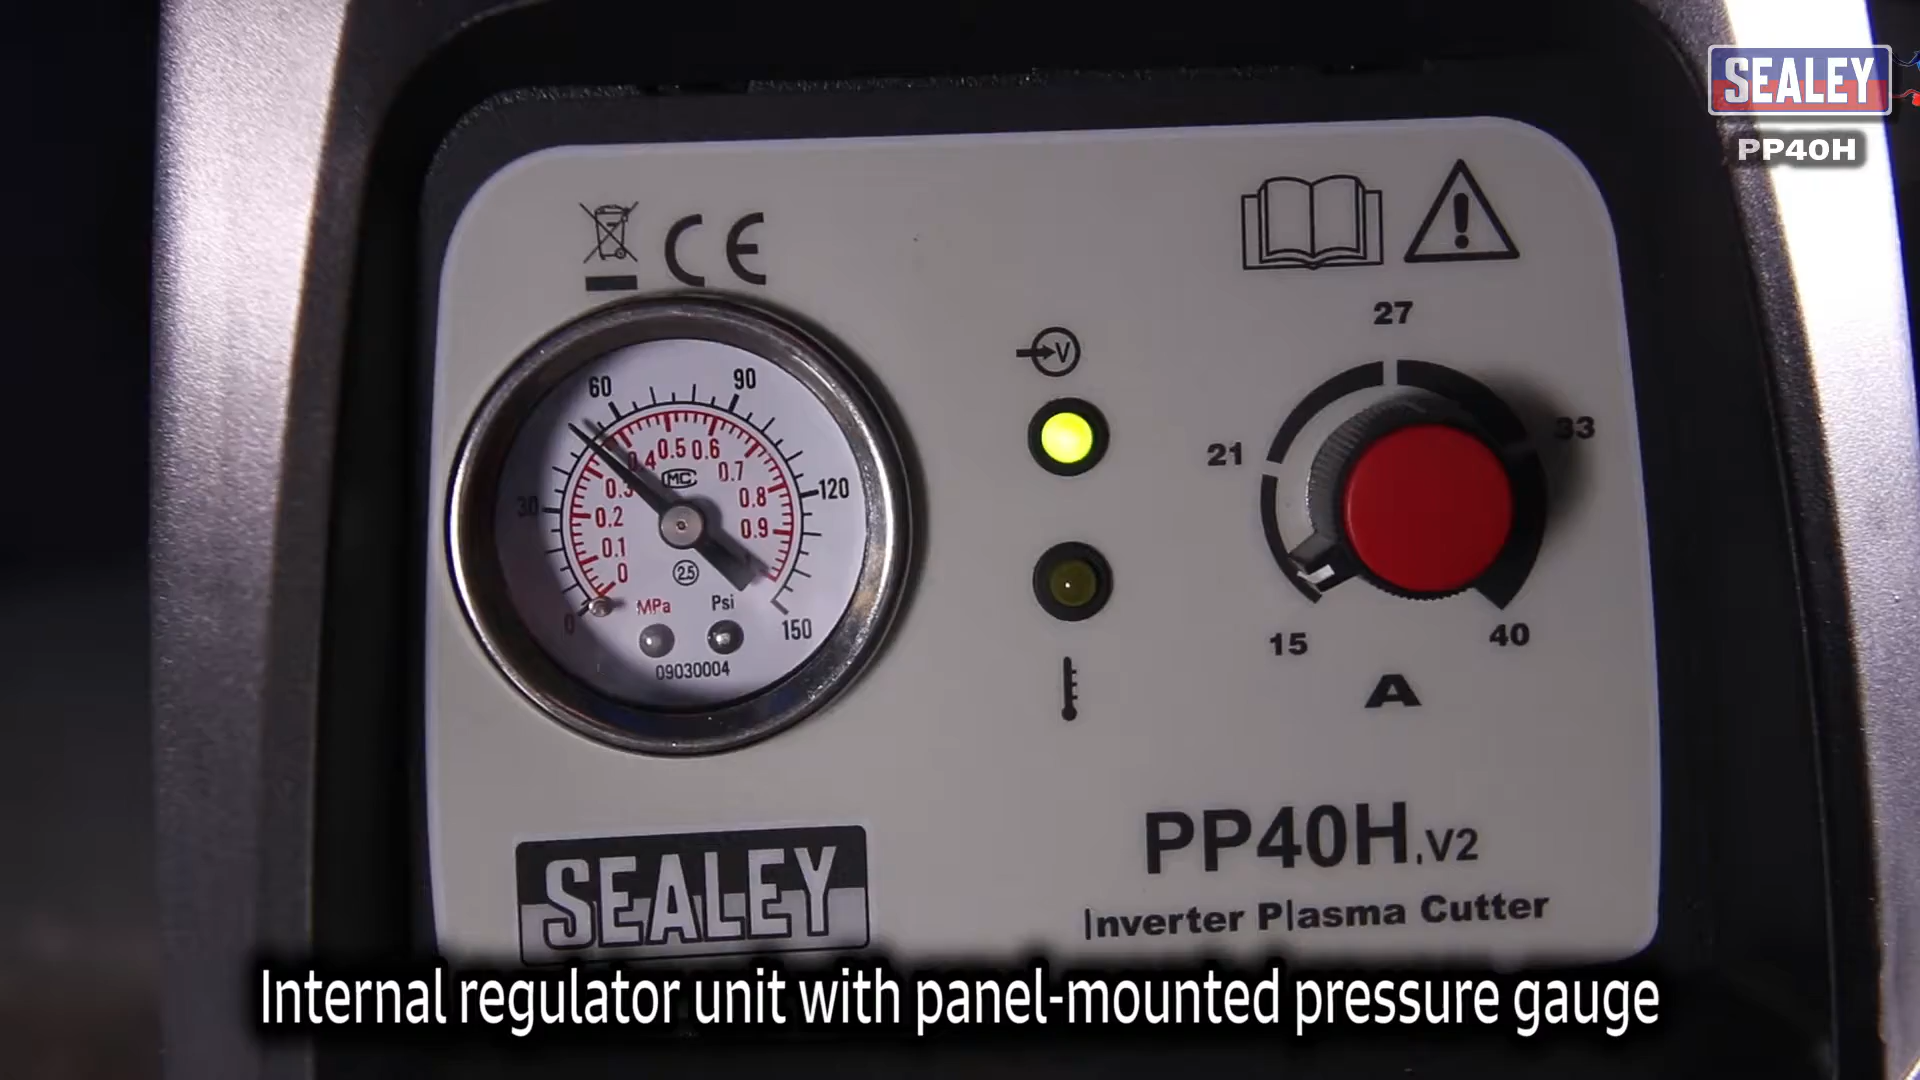 SEALEY
PP40H
CE
27
V
60
90
33
21
0.4
0.5
0.6
MC
0.7
0.3
30
120
0.8
0.2
0.9
0.1
0
2.5
MPa
Psi
0
150
15
40
09030004
A
PP40H.V2
SEALEY
Inverter Plasma Cutter
Internal regulator unit with panel-mounted pressure gauge